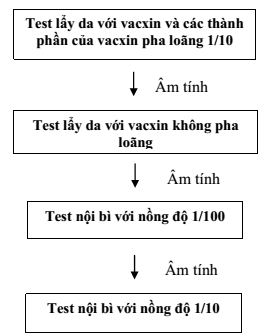 Test lẩy da với vacxin và các thành
phần của vacxin pha loãng 1/10
Âm tính
Test lẩy da với vacxin không pha
loãng
Âm tính
Test nội bì với nồng độ 1/100
Âm tính
Test nội bì với nồng độ 1/10